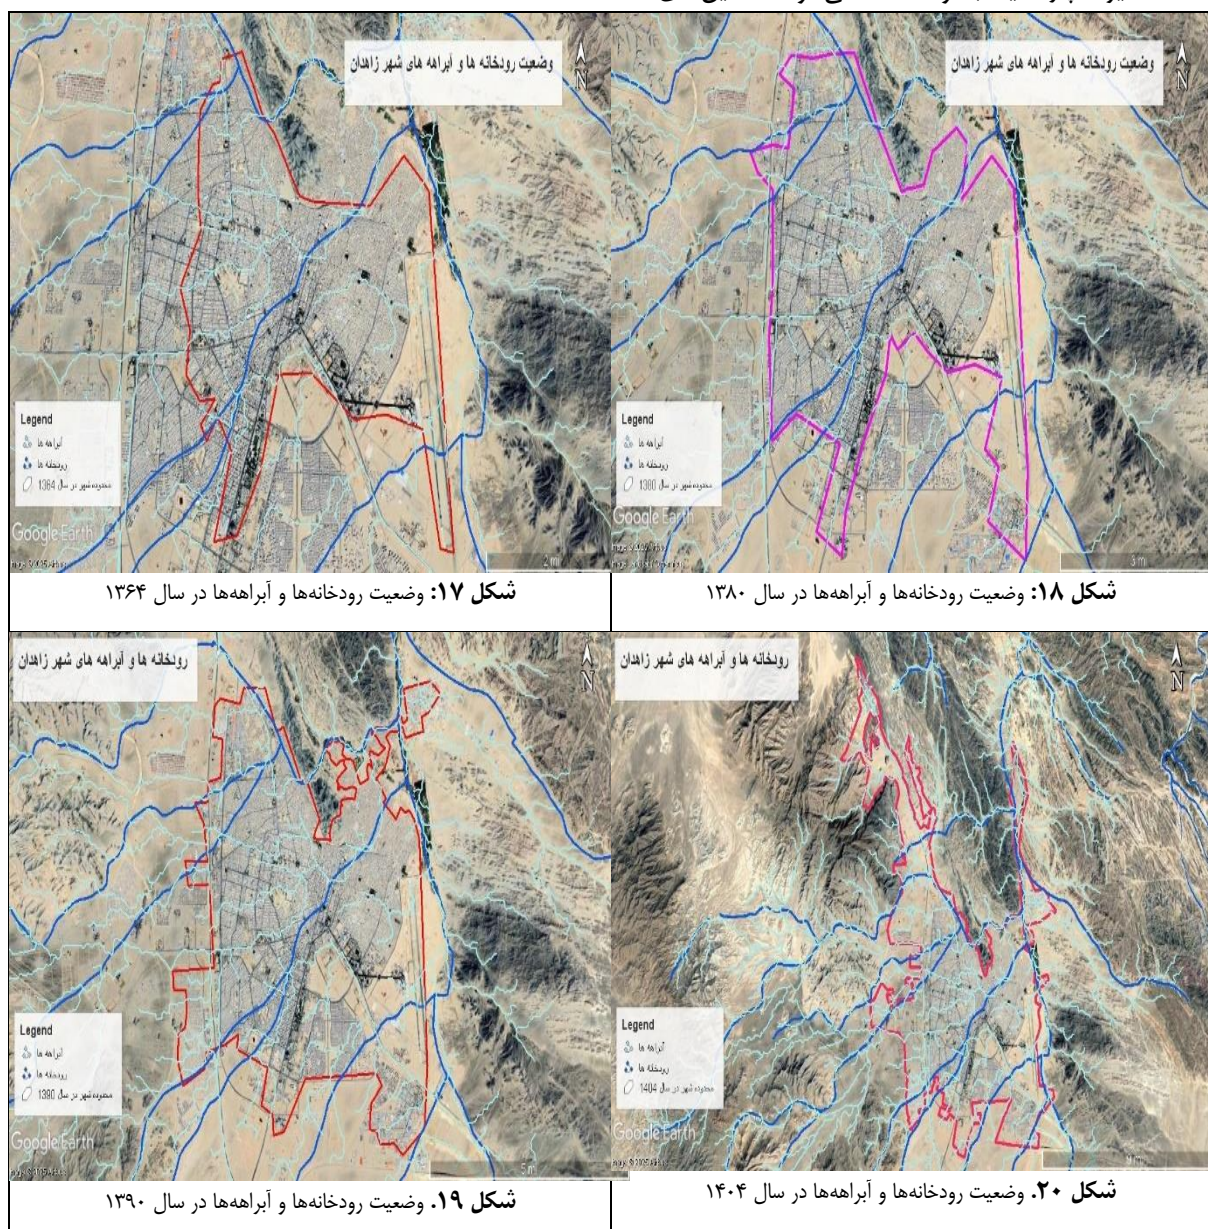 وضعیت رودخانه ها و آبراهه های شهر زاهدان
N
Legend
آبراهه ها
رودخانه ها
محدوده شهر در سال 1364
Google Earth
2 mi
وضعیت رودخانه ها و آبراهه های شهر زاهدان
N
Legend
آبراهه ها
رودخانه ها
محدوده شهر در سال 1380
Google Earth
3 mi
شکل ۱۷: وضعیت رودخانه‌ها و آبراهه‌ها در سال ۱۳۶۴
شکل ۱۸: وضعیت رودخانه‌ها و آبراهه‌ها در سال ۱۳۸۰
رودخانه ها و آبراهه های شهر زاهدان
N
Legend
آبراهه ها
رودخانه ها
محدوده شهر در سال 1390
Google Earth
رودخانه ها و آبراهه های شهر زاهدان
N
Legend
آبراهه ها
رودخانه ها
محدوده شهر در سال 1404
Google Earth
شکل ۱۹. وضعیت رودخانه‌ها و آبراهه‌ها در سال ۱۳۹۰
شکل ۲۰. وضعیت رودخانه‌ها و آبراهه‌ها در سال ۱۴۰۴